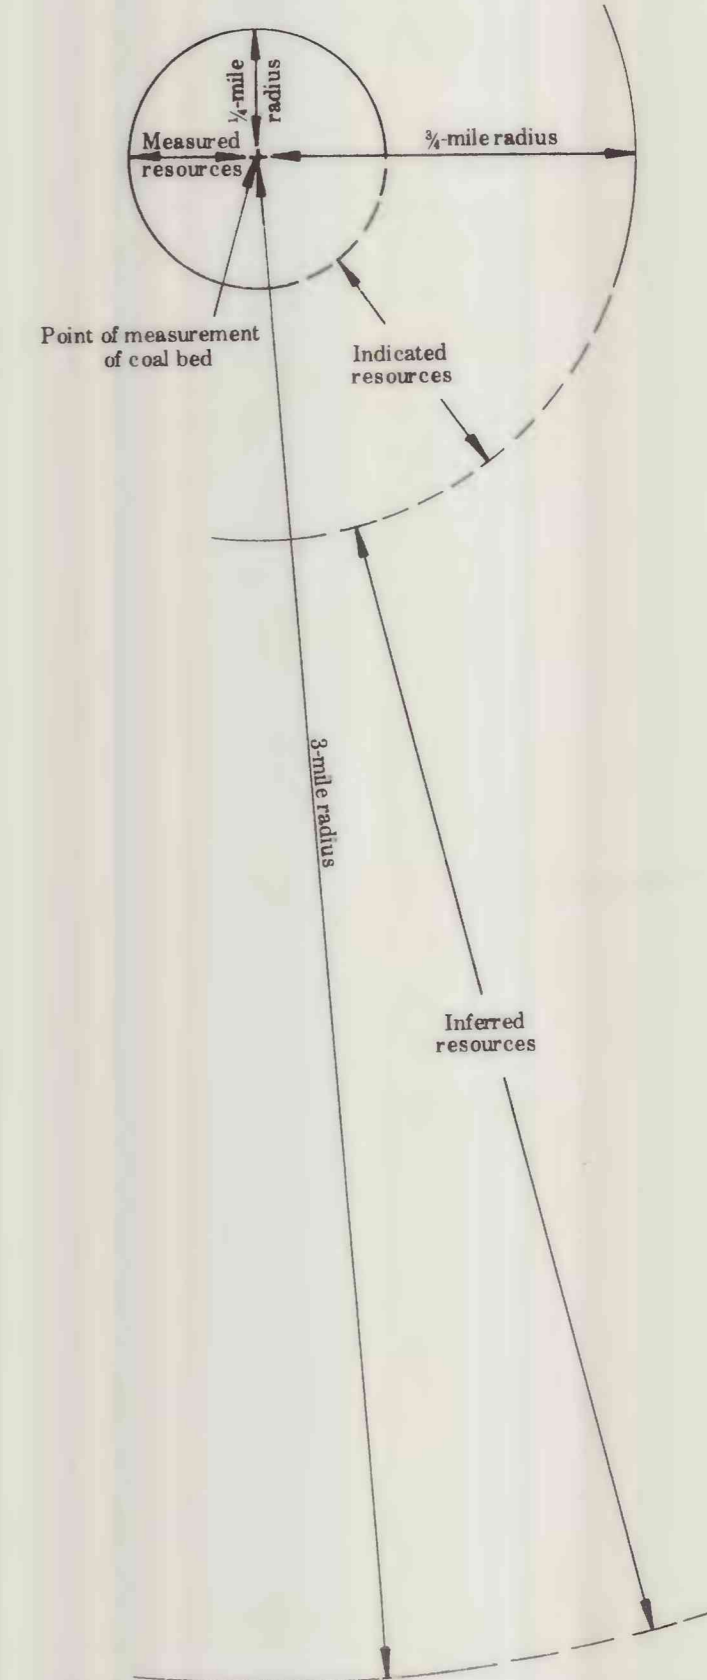 ¼-mile
radius
Measured
resources
¾-mile radius
Point of measurement
of coal bed
Indicated
resources
3-mile radius
Inferred
resources